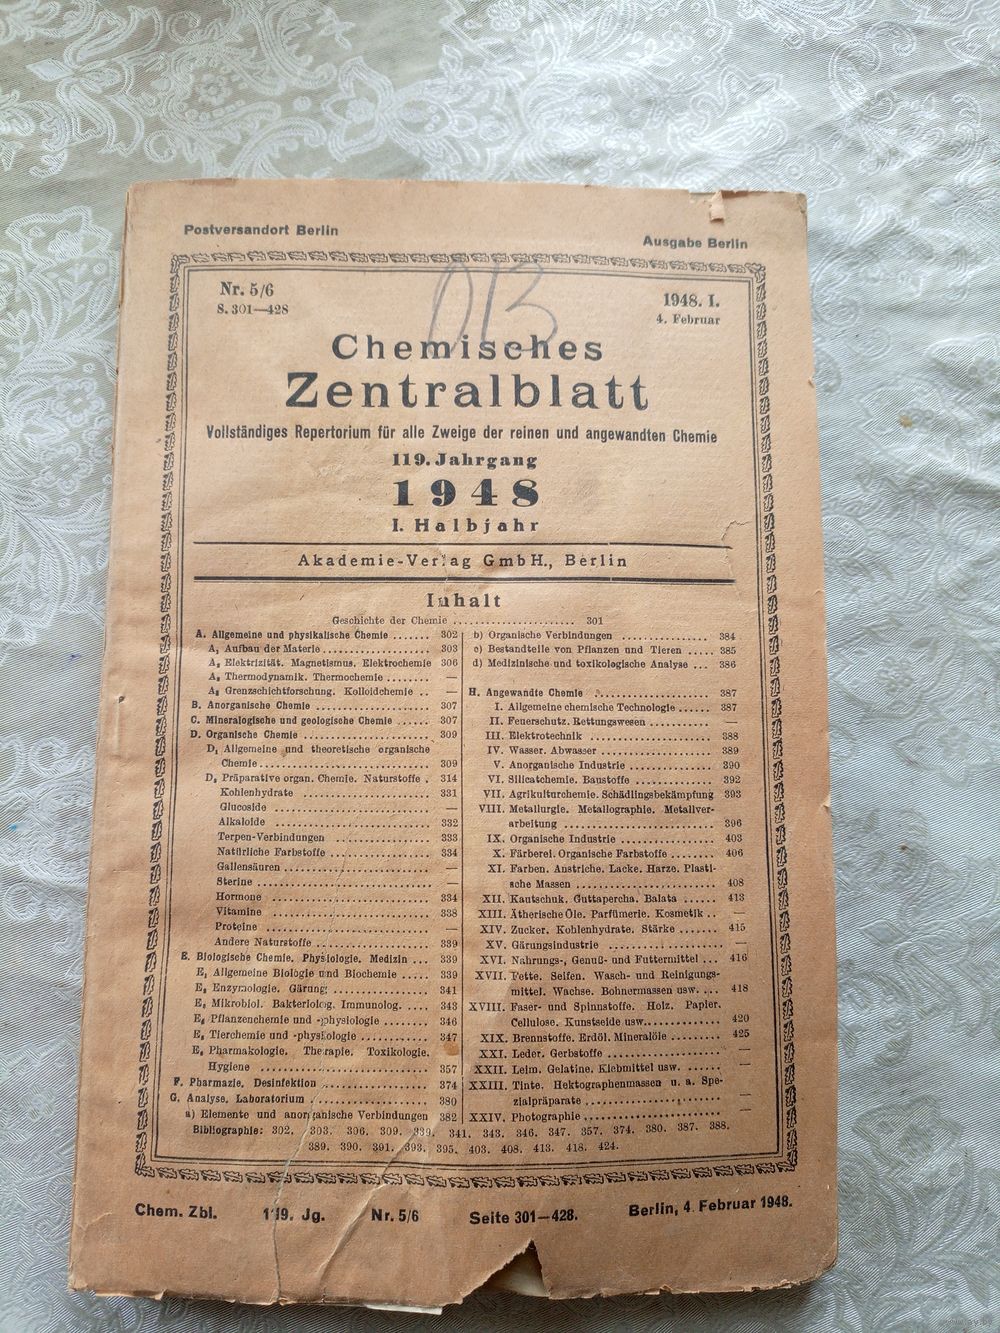 Postversandort Berlin
Ausgabe Berlin
Nr. 5/6
S. 301—428
1948. I.
4. Februar
Chemisches
Zentralblatt
Vollständiges Repertorium für alle Zweige der reinen und angewandten Chemie
119. Jahrgang
1948
I. Halbjahr
Akademie-Verlag GmbH., Berlin
Inhalt
Geschichte der Chemie .......... 301
A. Allgemeine und physikalische Chemie ....... 302
A₁ Aufbau der Materie .......... 303
A₂ Elektrizität. Magnetismus. Elektrochemie 306
A₃ Thermodynamik. Thermochemie ....... —
A₄ Grenzschichtforschung. Kolloidchemie .. —
B. Anorganische Chemie .......... 307
C. Mineralogische und geologische Chemie ...... 307
D. Organische Chemie .......... 309
D₁ Allgemeine und theoretische organische
Chemie .......... 309
D₂ Präparative organ. Chemie. Naturstoffe . 314
Kohlenhydrate .......... 331
Glucoside .......... —
Alkaloide .......... 332
Terpen-Verbindungen .......... 333
Natürliche Farbstoffe .......... 334
Gallensäuren .......... —
Sterine .......... —
Hormone .......... 334
Vitamine .......... 338
Proteine .......... —
Andere Naturstoffe .......... 339
E. Biologische Chemie. Physiologie. Medizin ... 339
E₁ Allgemeine Biologie und Biochemie ..... 339
E₂ Enzymologie. Gärung .......... 341
E₃ Mikrobiol. Bakteriolog. Immunolog. .... 343
E₄ Pflanzenchemie und -physiologie ....... 346
E₅ Tierchemie und -physiologie .......... 347
E₆ Pharmakologie. Therapie. Toxikologie.
Hygiene .......... 357
F. Pharmazie. Desinfektion .......... 374
G. Analyse. Laboratorium .......... 380
a) Elemente und anorganische Verbindungen 382
b) Organische Verbindungen .......... 384
c) Bestandteile von Pflanzen und Tieren ..... 385
d) Medizinische und toxikologische Analyse ... 386
H. Angewandte Chemie .......... 387
I. Allgemeine chemische Technologie ...... 387
II. Feuerschutz. Rettungswesen .......... —
III. Elektrotechnik .......... 388
IV. Wasser. Abwasser .......... 389
V. Anorganische Industrie .......... 390
VI. Silicatchemie. Baustoffe .......... 392
VII. Agrikulturchemie. Schädlingsbekämpfung 393
VIII. Metallurgie. Metallographie. Metallver-
arbeitung .......... 396
IX. Organische Industrie .......... 403
X. Färberei. Organische Farbstoffe ........ 406
XI. Farben. Anstriche. Lacke. Harze. Plasti-
sche Massen .......... 408
XII. Kautschuk. Guttapercha. Balata ...... 413
XIII. Ätherische Öle. Parfümerie. Kosmetik .. —
XIV. Zucker. Kohlenhydrate. Stärke ....... 415
XV. Gärungsindustrie .......... —
XVI. Nahrungs-, Genuß- und Futtermittel ... 416
XVII. Fette. Seifen. Wasch- und Reinigungs-
mittel. Wachse. Bohnermassen usw. ... 418
XVIII. Faser- und Spinnstoffe. Holz. Papier.
Cellulose. Kunstseide usw. .......... 420
XIX. Brennstoffe. Erdöl. Mineralöle ........ 425
XXI. Leder. Gerbstoffe .......... —
XXII. Leim. Gelatine. Klebmittel usw. ...... —
XXIII. Tinte. Hektographenmassen u. a. Spe-
zialpräparate .......... —
XXIV. Photographie .......... —
Bibliographie: 302. 303. 306. 309. 339. 341. 343. 346. 347. 357. 374. 380. 387. 388.
389. 390. 391. 393. 395. 403. 408. 413. 418. 424.
Chem. Zbl. 119. Jg. Nr. 5/6 Seite 301—428. Berlin, 4. Februar 1948.